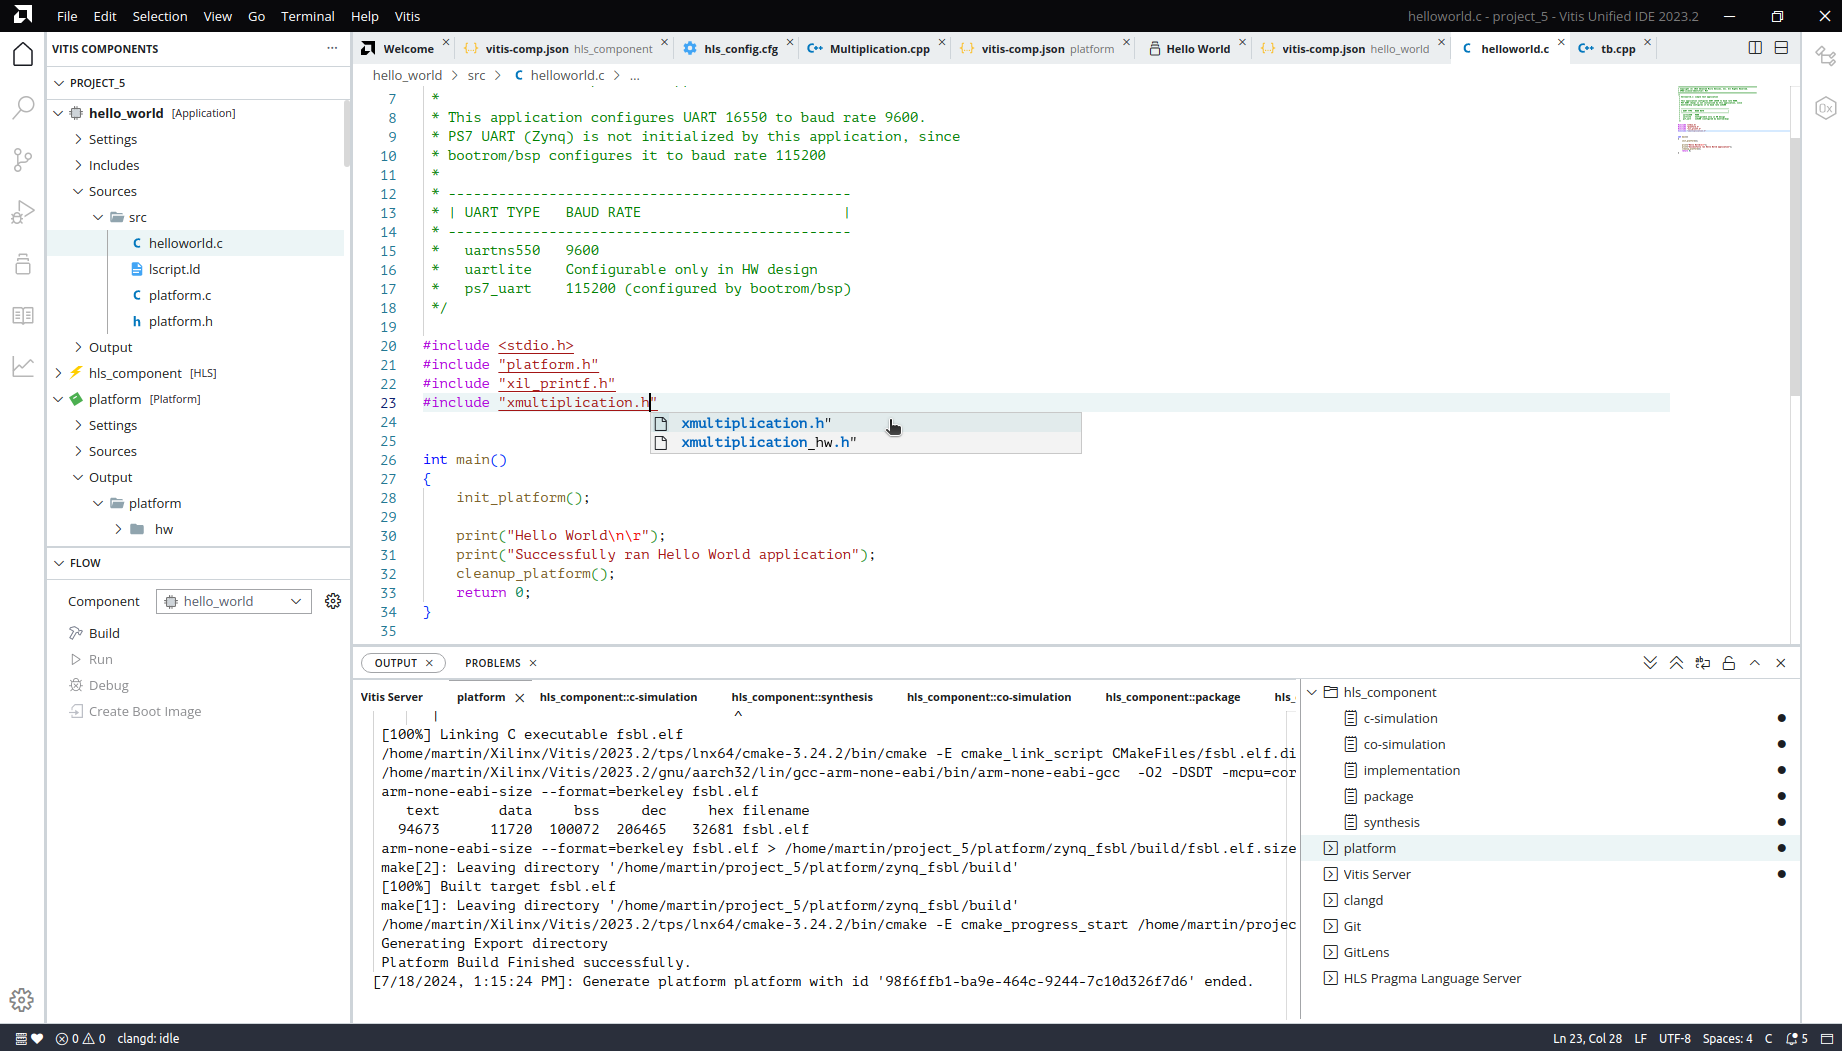 File Edit Selection View Go Terminal Help Vitis
helloworld.c - project_5 - Vitis Unified IDE 2023.2
VITIS COMPONENTS
Welcome vitis-comp.json hls_component hls_config.cfg Multiplication.cpp vitis-comp.json platform Hello World vitis-comp.json hello_world helloworld.c tb.cpp
PROJECT_5
hello_world [Application]
Settings
Includes
Sources
src
helloworld.c
lscript.ld
platform.c
platform.h
Output
hls_component [HLS]
platform [Platform]
Settings
Sources
Output
platform
hw
FLOW
Component hello_world
Build
Run
Debug
Create Boot Image
hello_world > src > C helloworld.c > ...
7 *
8 * This application configures UART 16550 to baud rate 9600.
9 * PS7 UART (Zynq) is not initialized by this application, since
10 * bootrom/bsp configures it to baud rate 115200
11 *
12 * ------------------------------------------------
13 * | UART TYPE   BAUD RATE                        |
14 * ------------------------------------------------
15 *   uartns550   9600
16 *   uartlite    Configurable only in HW design
17 *   ps7_uart    115200 (configured by bootrom/bsp)
18 */
19
20 #include <stdio.h>
21 #include "platform.h"
22 #include "xil_printf.h"
23 #include "xmultiplication.h"
xmultiplication.h"
xmultiplication_hw.h"
24
25
26 int main()
27 {
28 init_platform();
29
30 print("Hello World\n\r");
31 print("Successfully ran Hello World application");
32 cleanup_platform();
33 return 0;
34 }
35
OUTPUT PROBLEMS
Vitis Server platform hls_component::c-simulation hls_component::synthesis hls_component::co-simulation hls_component::package hls_
| ^
[100%] Linking C executable fsbl.elf
/home/martin/Xilinx/Vitis/2023.2/tps/lnx64/cmake-3.24.2/bin/cmake -E cmake_link_script CMakeFiles/fsbl.elf.di
/home/martin/Xilinx/Vitis/2023.2/gnu/aarch32/lin/gcc-arm-none-eabi/bin/arm-none-eabi-gcc  -O2 -DSDT -mcpu=cor
arm-none-eabi-size --format=berkeley fsbl.elf
text data bss dec hex filename
94673 11720 100072 206465 32681 fsbl.elf
arm-none-eabi-size --format=berkeley fsbl.elf > /home/martin/project_5/platform/zynq_fsbl/build/fsbl.elf.size
make[2]: Leaving directory '/home/martin/project_5/platform/zynq_fsbl/build'
[100%] Built target fsbl.elf
make[1]: Leaving directory '/home/martin/project_5/platform/zynq_fsbl/build'
/home/martin/Xilinx/Vitis/2023.2/tps/lnx64/cmake-3.24.2/bin/cmake -E cmake_progress_start /home/martin/projec
Generating Export directory
Platform Build Finished successfully.
[7/18/2024, 1:15:24 PM]: Generate platform platform with id '98f6ffb1-ba9e-464c-9244-7c10d326f7d6' ended.
hls_component
c-simulation
co-simulation
implementation
package
synthesis
platform
Vitis Server
clangd
Git
GitLens
HLS Pragma Language Server
0 0 clangd: idle
Ln 23, Col 28 LF UTF-8 Spaces: 4 C 5